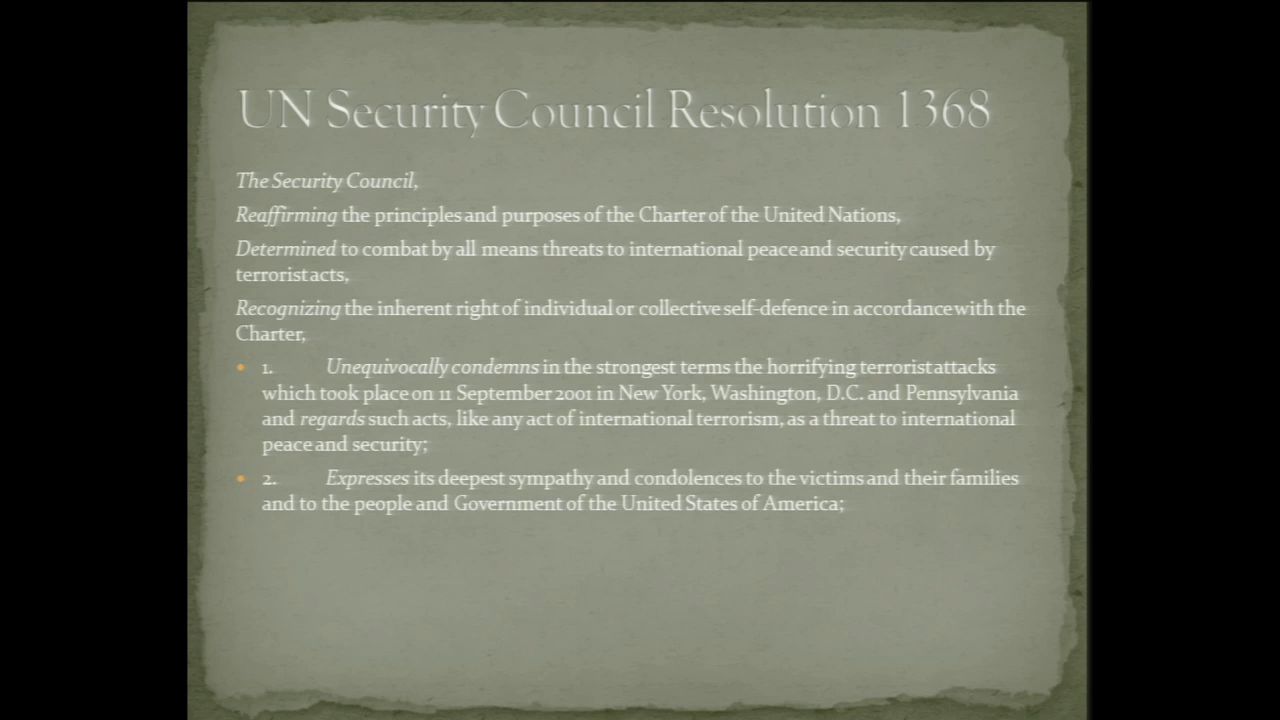 UN Security Council Resolution 1368
The Security Council,
Reaffirming the principles and purposes of the Charter of the United Nations,
Determined to combat by all means threats to international peace and security caused by
terrorist acts,
Recognizing the inherent right of individual or collective self-defence in accordance with the
Charter,
• 1. Unequivocally condemns in the strongest terms the horrifying terrorist attacks
which took place on 11 September 2001 in New York, Washington, D.C. and Pennsylvania
and regards such acts, like any act of international terrorism, as a threat to international
peace and security;
• 2. Expresses its deepest sympathy and condolences to the victims and their families
and to the people and Government of the United States of America;